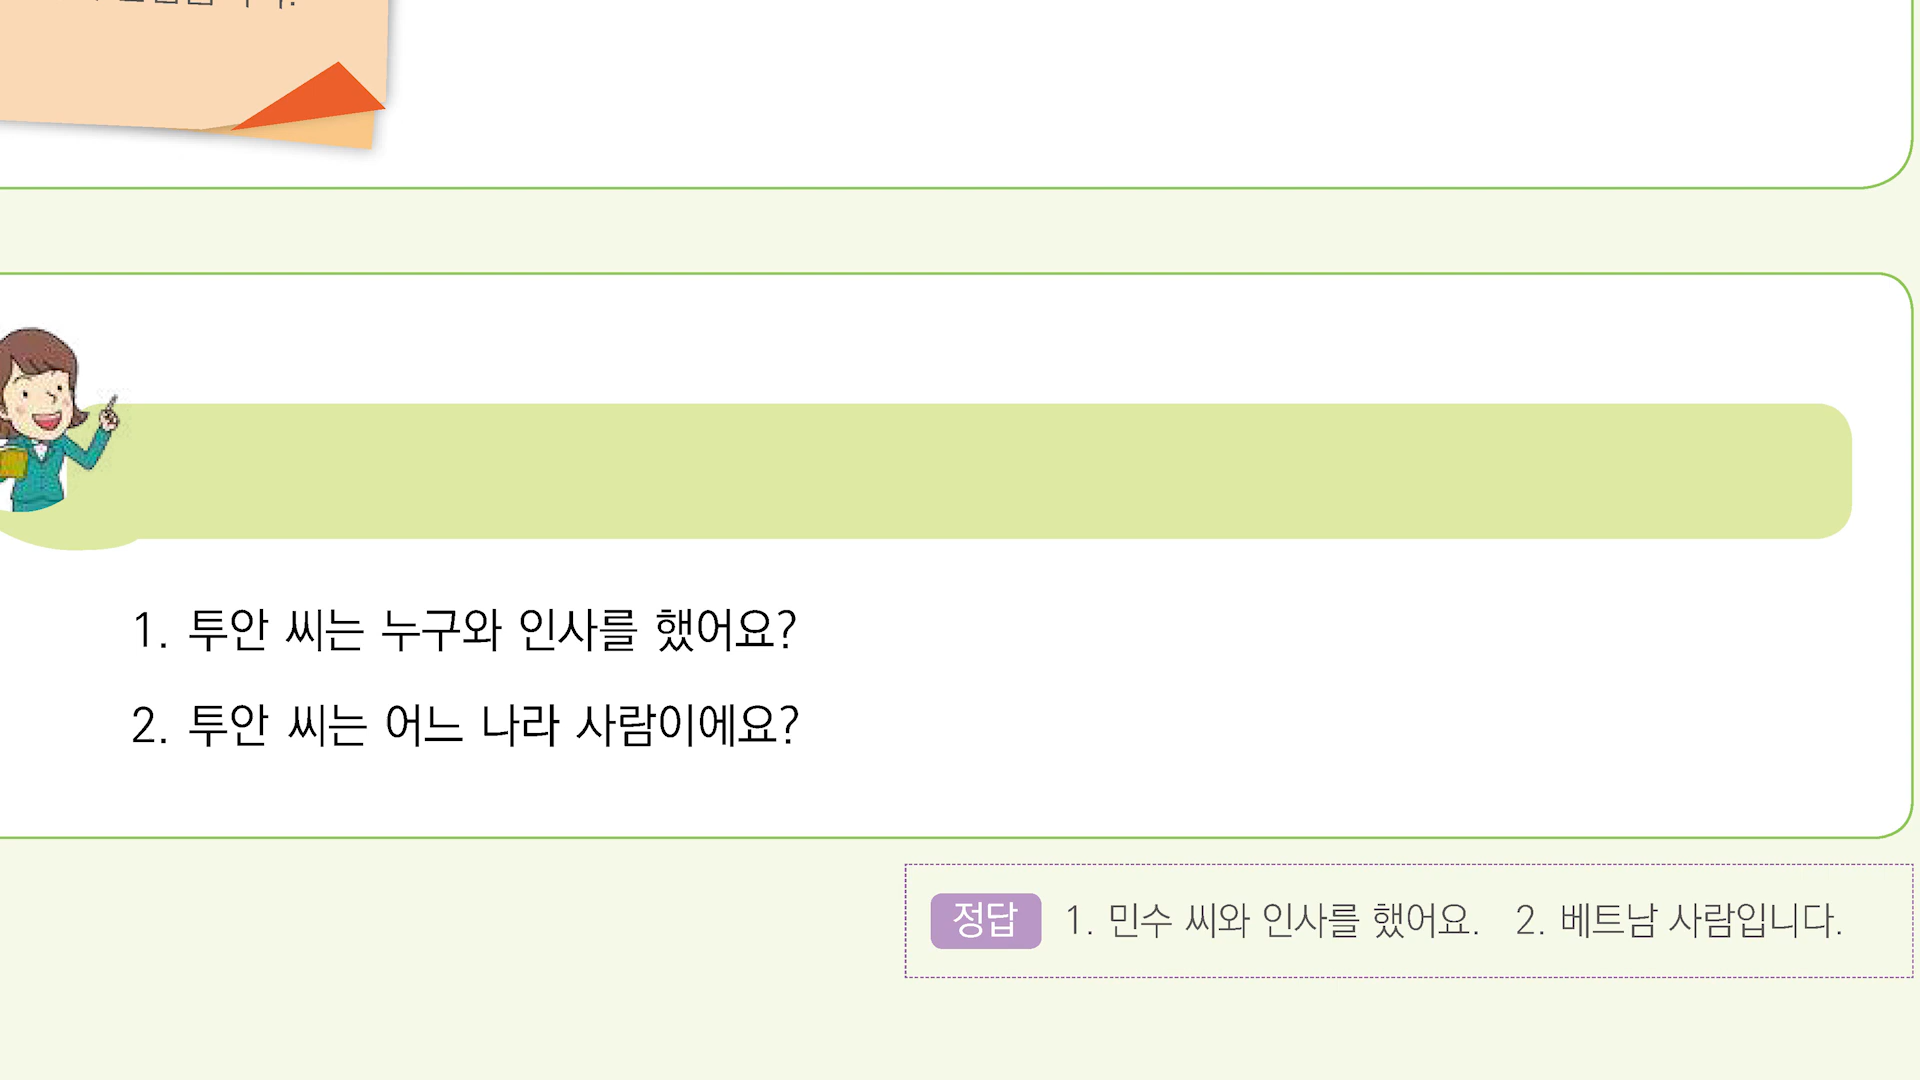 1. 투안 씨는 누구와 인사를 했어요?
2. 투안 씨는 어느 나라 사람이에요?
정답 1. 민수 씨와 인사를 했어요. 2. 베트남 사람입니다.